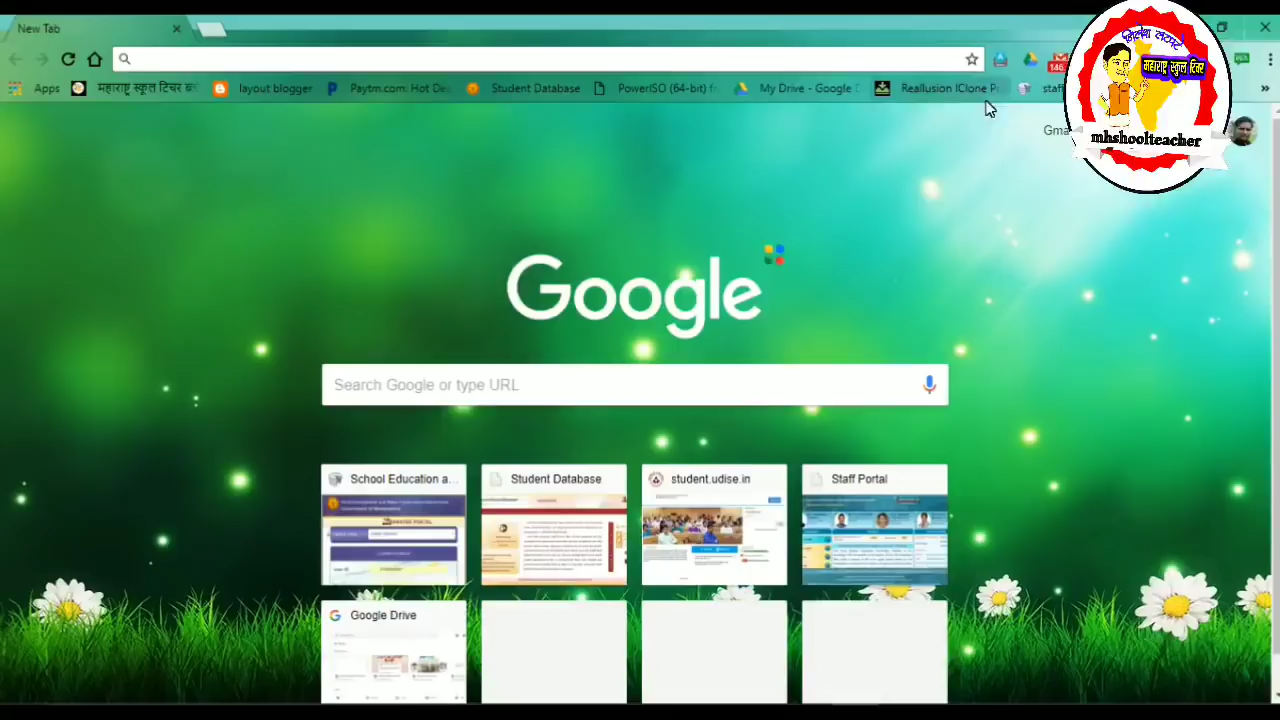 New Tab
146
Apps
महाराष्ट्र स्कूल टिचर
layout blogger
Paytm.com: Hot De
Student Database
PowerISO (64-bit) f
My Drive - Google D
Reallusion IClone P
staf
Gma
महाराष्ट्र स्कूल टिचर
mhshoolteacher
Google
Search Google or type URL
School Education a...
Student Database
student.udise.in
Staff Portal
Google Drive